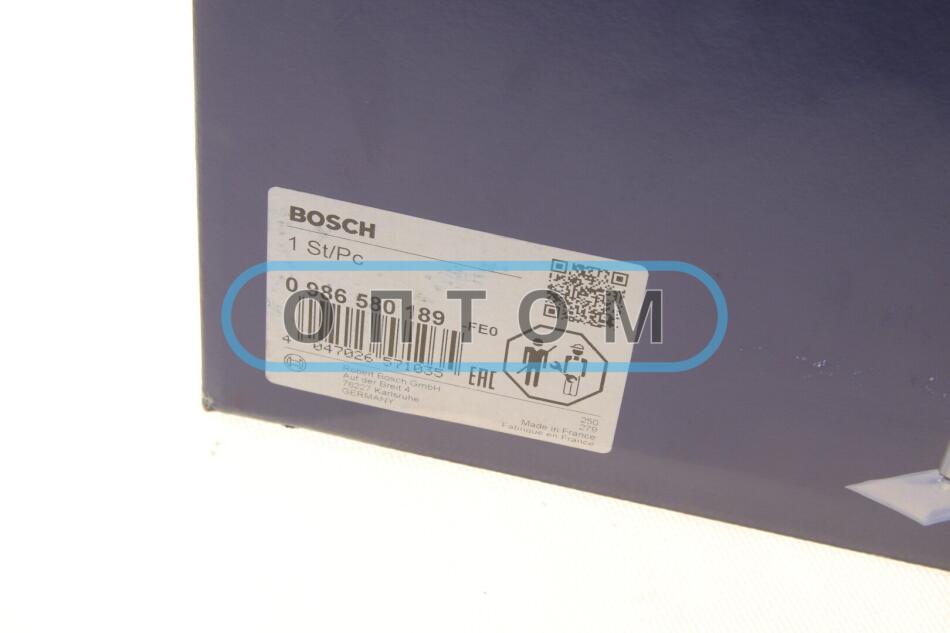 BOSCH
1 St/Pc
0 986 580 189 -FE0
ОПТОМ
4 047026 571035
EAC
Robert Bosch GmbH
Auf der Breit 4
76227 Karlsruhe
GERMANY
250
279
Made in France
Fabriqué en France